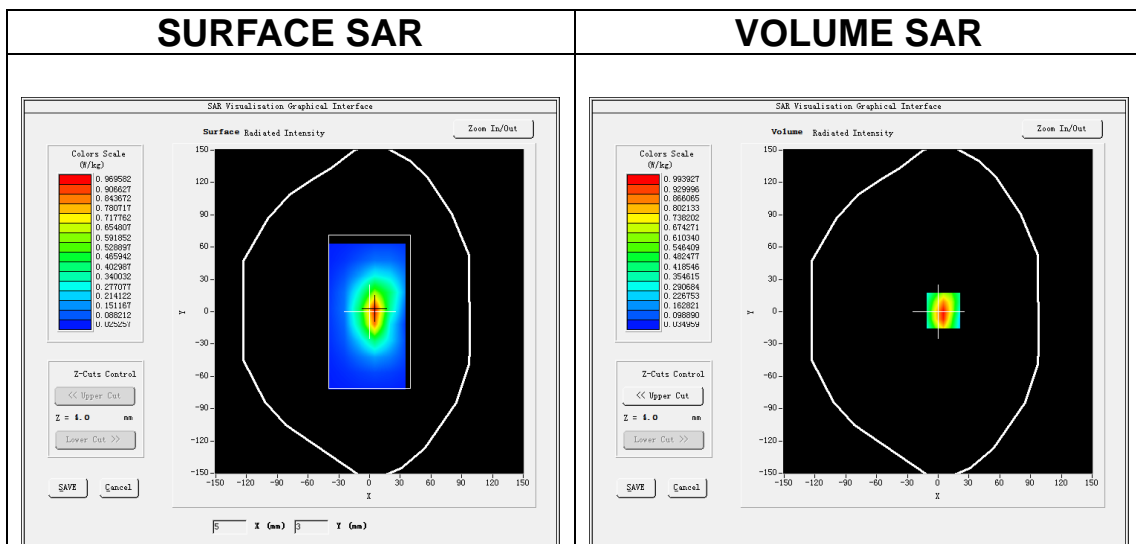 SURFACE SAR
VOLUME SAR
SAR Visualisation Graphical Interface
Surface Radiated Intensity
Zoom In/Out
Colors Scale
(W/kg)
0.969582
0.906627
0.843672
0.780717
0.717762
0.654807
0.591852
0.528897
0.465942
0.402987
0.340032
0.277077
0.214122
0.151167
0.088212
0.025257
150
120
90
60
30
0
-30
-60
-90
-120
-150
Y
-150 -120 -90 -60 -30 0 30 60 90 120 150
X
Z-Cuts Control
<< Upper Cut
Z = 4.0 mm
Lower Cut >>
SAVE Cancel
5 X (mm) 3 Y (mm)
SAR Visualisation Graphical Interface
Volume Radiated Intensity
Zoom In/Out
Colors Scale
(W/kg)
0.993927
0.929996
0.866065
0.802133
0.738202
0.674271
0.610340
0.546409
0.482477
0.418546
0.354615
0.290684
0.226753
0.162821
0.098890
0.034959
150
120
90
60
30
0
-30
-60
-90
-120
-150
Y
-150 -120 -90 -60 -30 0 30 60 90 120 150
X
Z-Cuts Control
<< Upper Cut
Z = 4.0 mm
Lower Cut >>
SAVE Cancel